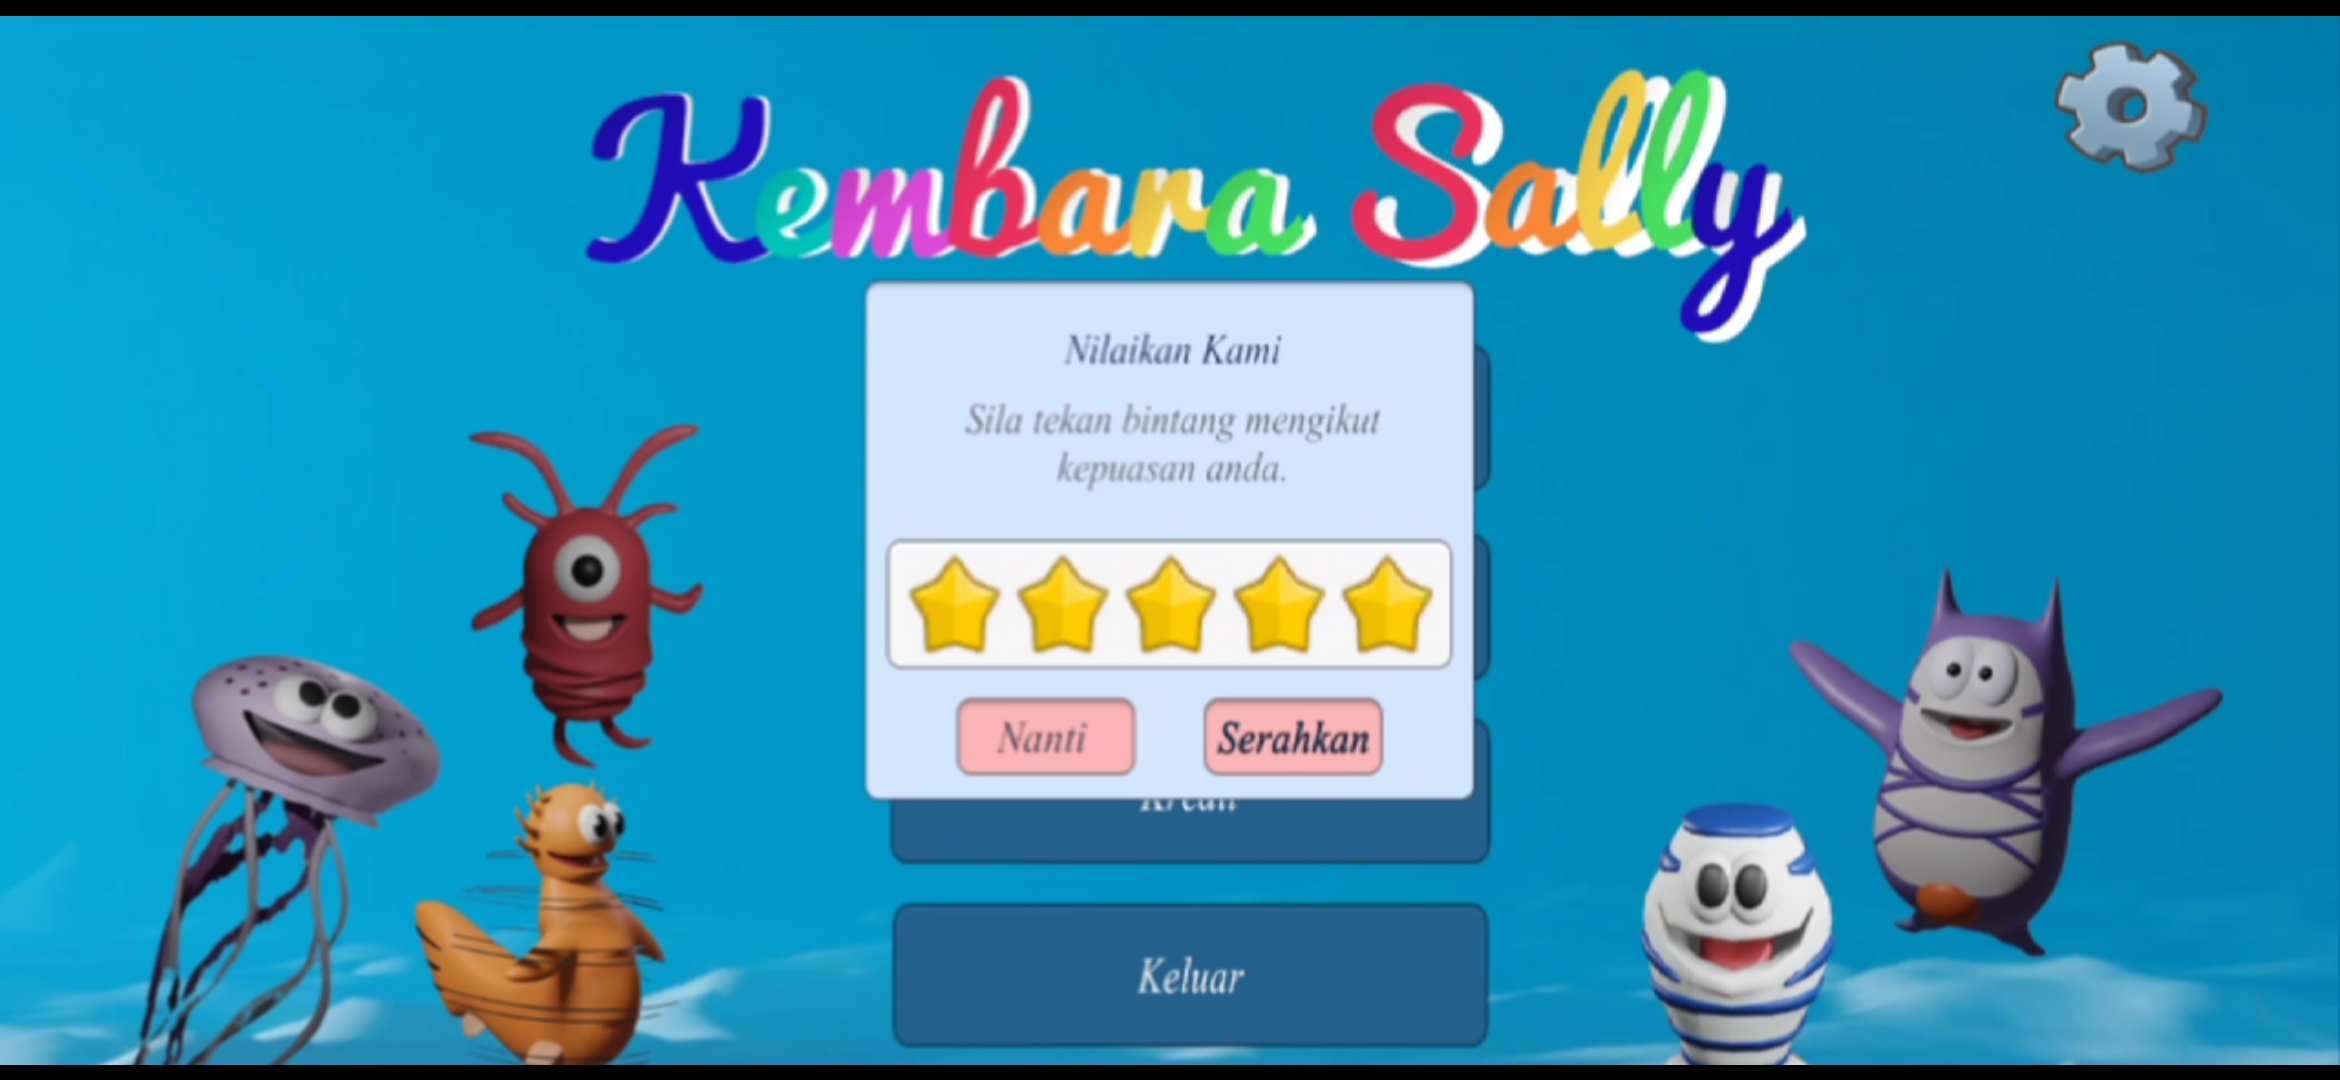 Kembara Sally
Nilaikan Kami
Sila tekan bintang mengikut
kepuasan anda.
Nanti
Serahkan
Keluar